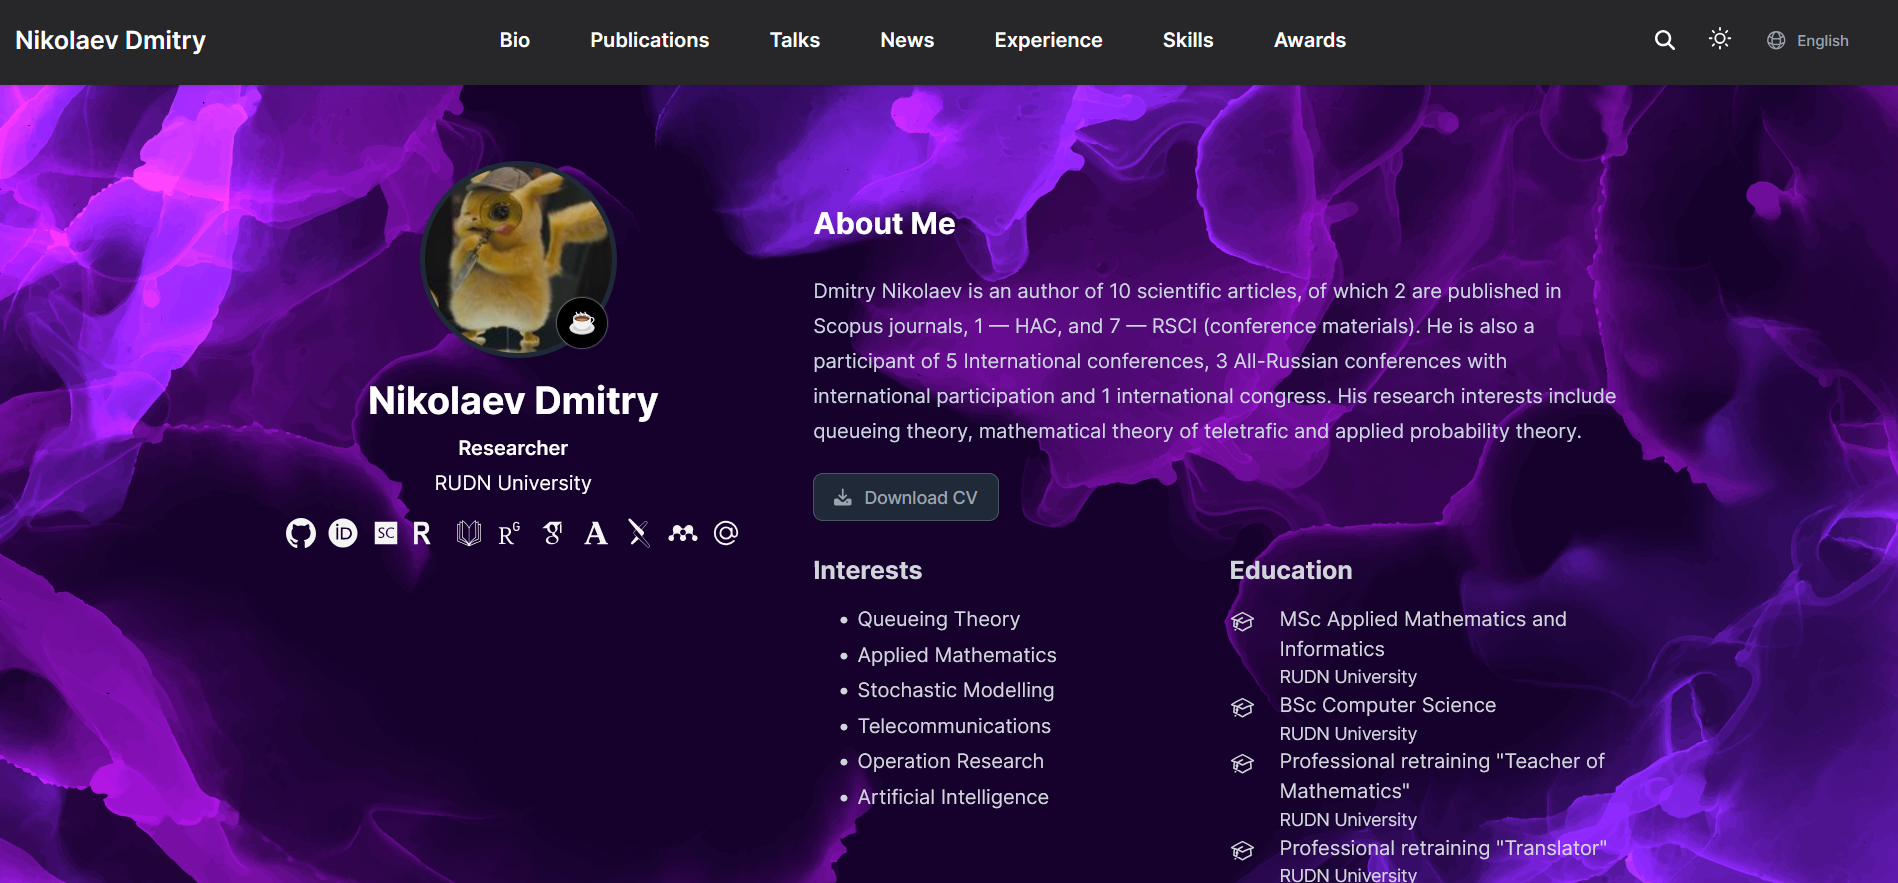 Nikolaev Dmitry
Bio
Publications
Talks
News
Experience
Skills
Awards
English
Nikolaev Dmitry
Researcher
RUDN University
iD
SC
R
RG
A
About Me
Dmitry Nikolaev is an author of 10 scientific articles, of which 2 are published in
Scopus journals, 1 — HAC, and 7 — RSCI (conference materials). He is also a
participant of 5 International conferences, 3 All-Russian conferences with
international participation and 1 international congress. His research interests include
queueing theory, mathematical theory of teletrafic and applied probability theory.
Download CV
Interests
• Queueing Theory
• Applied Mathematics
• Stochastic Modelling
• Telecommunications
• Operation Research
• Artificial Intelligence
Education
MSc Applied Mathematics and
Informatics
RUDN University
BSc Computer Science
RUDN University
Professional retraining "Teacher of
Mathematics"
RUDN University
Professional retraining "Translator"
RUDN University